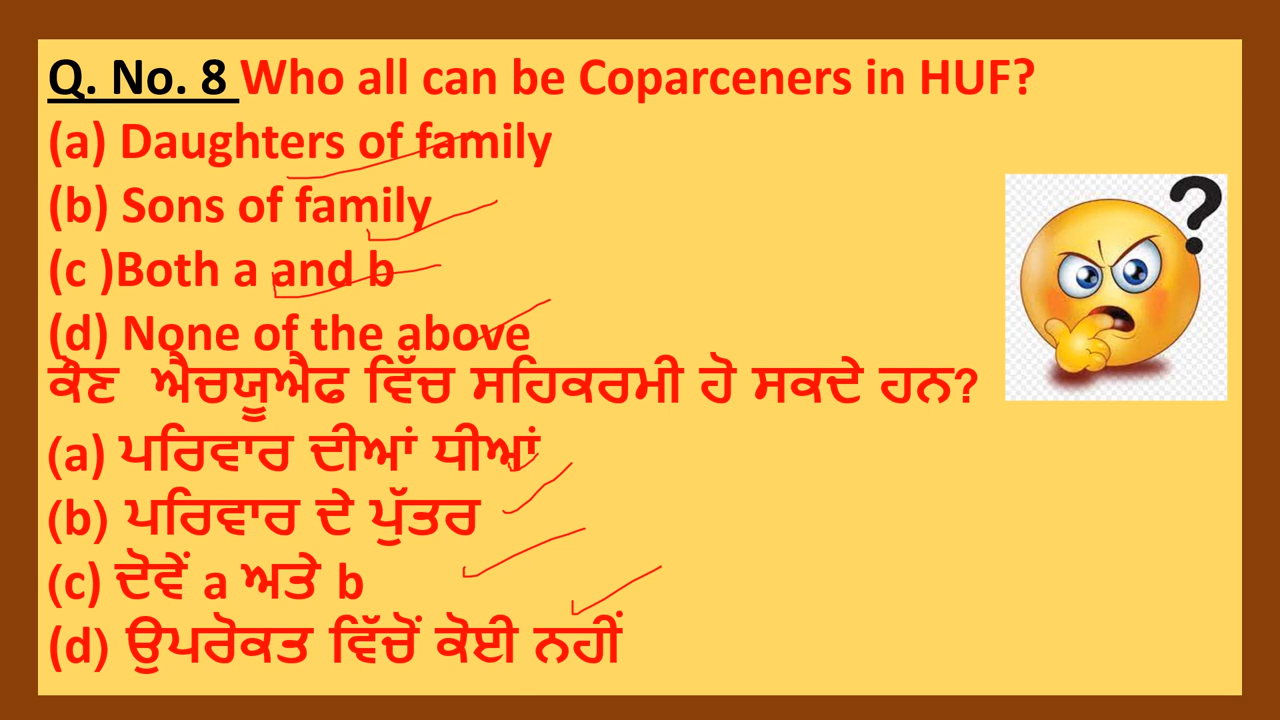 Q. No. 8 Who all can be Coparceners in HUF?
(a) Daughters of family
(b) Sons of family
(c )Both a and b
(d) None of the above
ਕੌਣ ਐਚਯੂਐਫ ਵਿੱਚ ਸਹਿਕਰਮੀ ਹੋ ਸਕਦੇ ਹਨ?
(a) ਪਰਿਵਾਰ ਦੀਆਂ ਧੀਆਂ
(b) ਪਰਿਵਾਰ ਦੇ ਪੁੱਤਰ
(c) ਦੋਵੇਂ a ਅਤੇ b
(d) ਉਪਰੋਕਤ ਵਿੱਚੋਂ ਕੋਈ ਨਹੀਂ
?